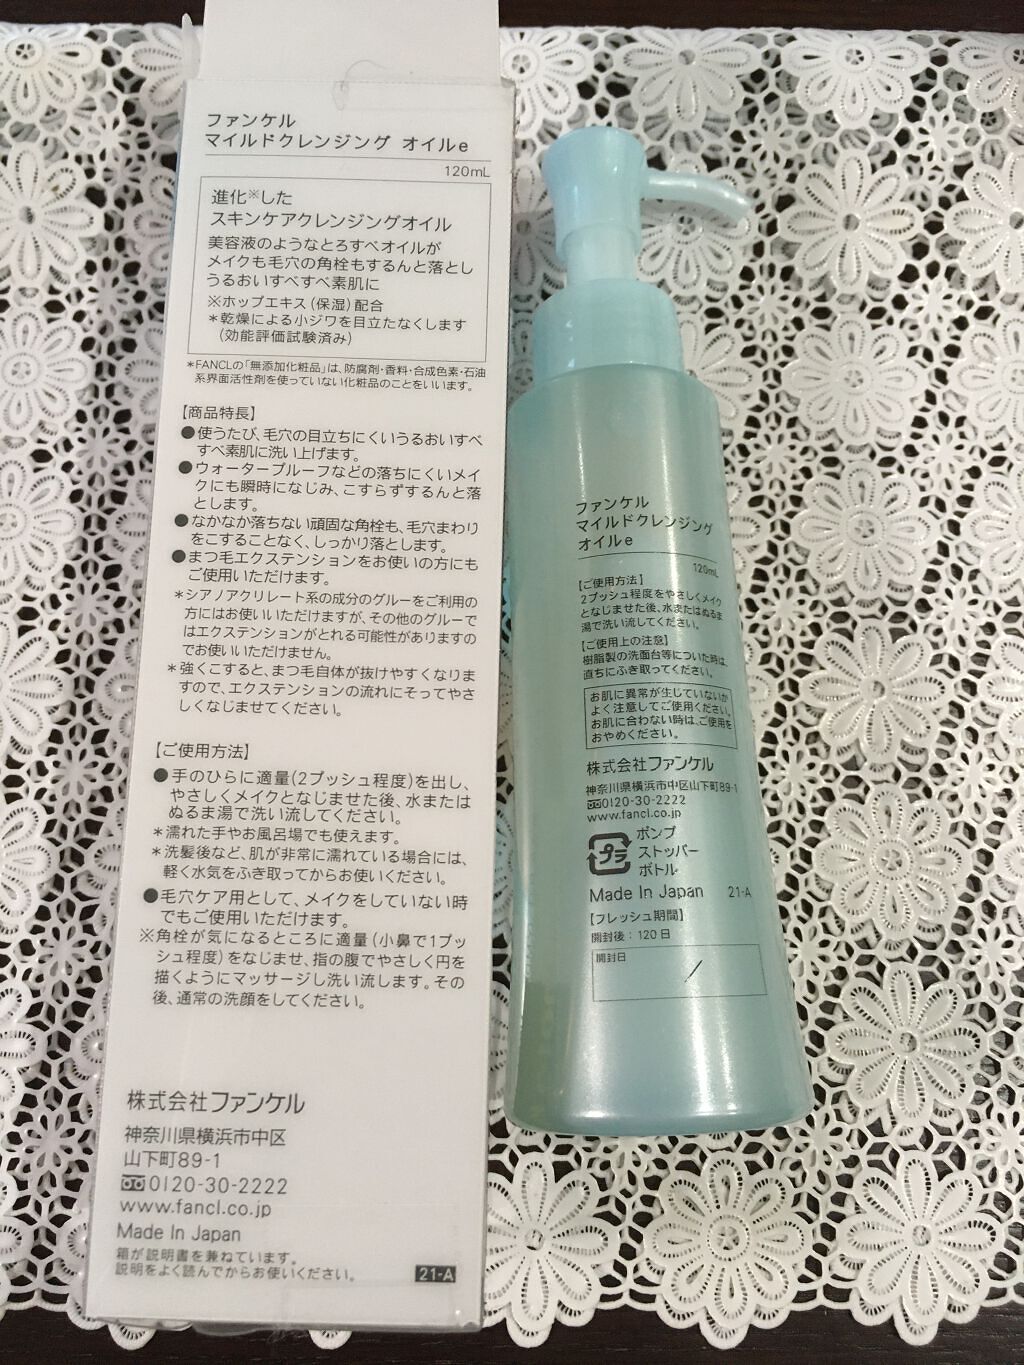 ファンケル
マイルドクレンジング オイルe
120mL
進化※した
スキンケアクレンジングオイル
美容液のようなとろすべオイルが
メイクも毛穴の角栓もするんと落とし
うるおいすべすべ素肌に
※ホップエキス(保湿)配合
＊乾燥による小ジワを目立たなくします
(効能評価試験済み)
＊FANCLの「無添加化粧品」は、防腐剤・香料・合成色素・石油
系界面活性剤を使っていない化粧品のことをいいます。
【商品特長】
●使うたび、毛穴の目立ちにくいうるおいすべ
すべ素肌に洗い上げます。
●ウォータープルーフなどの落ちにくいメイ
クにも瞬時になじみ、こすらずするんと落
とします。
●なかなか落ちない頑固な角栓も、毛穴まわり
をこすることなく、しっかり落とします。
●まつ毛エクステンションをお使いの方にも
ご使用いただけます。
＊シアノアクリレート系の成分のグルーをご利用の
方にはお使いいただけますが、その他のグルーで
はエクステンションがとれる可能性がありますの
でお使いいただけません。
＊強くこすると、まつ毛自体が抜けやすくなりま
すので、エクステンションの流れにそってやさ
しくなじませてください。
【ご使用方法】
●手のひらに適量(2プッシュ程度)を出し、
やさしくメイクとなじませた後、水または
ぬるま湯で洗い流してください。
＊濡れた手やお風呂場でも使えます。
＊洗髪後など、肌が非常に濡れている場合には、
軽く水気をふき取ってからお使いください。
●毛穴ケア用として、メイクをしていない時
でもご使用いただけます。
※角栓が気になるところに適量(小鼻で1プッ
シュ程度)をなじませ、指の腹でやさしく円を
描くようにマッサージし洗い流します。その
後、通常の洗顔をしてください。
株式会社ファンケル
神奈川県横浜市中区
山下町89-1
0120-30-2222
www.fancl.co.jp
Made In Japan
箱が説明書を兼ねています。
説明をよく読んでからお使いください。
21-A
ファンケル
マイルドクレンジング
オイルe
120mL
【ご使用方法】
2プッシュ程度をやさしくメイク
となじませた後、水またはぬるま
湯で洗い流してください。
【ご使用上の注意】
樹脂製の洗面台等についた時は、
直ちにふき取ってください。
お肌に異常が生じていないか
よく注意してご使用ください。
お肌に合わない時は、ご使用を
おやめください。
株式会社ファンケル
神奈川県横浜市中区山下町89-1
0120-30-2222
www.fancl.co.jp
プラ
ポンプ
ストッパー
ボトル
Made In Japan 21-A
【フレッシュ期間】
開封後：120日
開封日
/